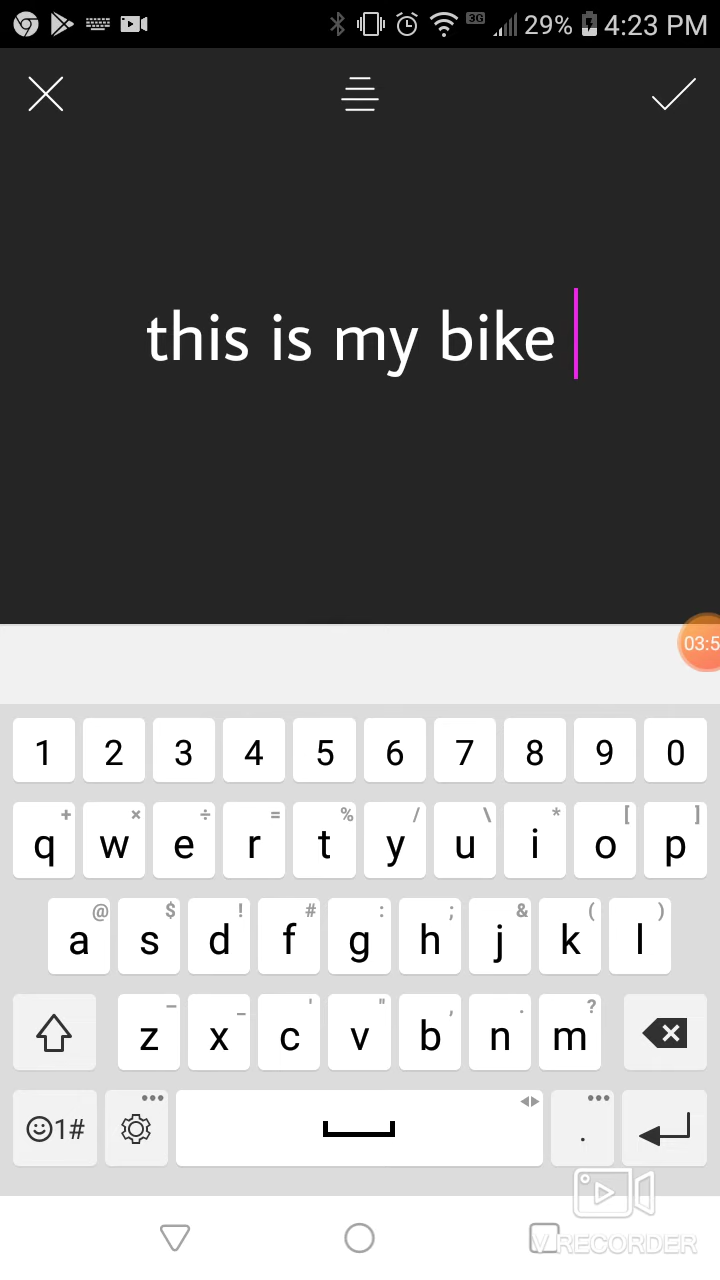 3G 29% 4:23 PM
this is my bike
03:5
1 2 3 4 5 6 7 8 9 0
+ × ÷ = % / \ * [ ]
q w e r t y u i o p
@ $ ! # : ; & ( )
a s d f g h j k l
– _ ' " , . ?
z x c v b n m
1# .
V RECORDER